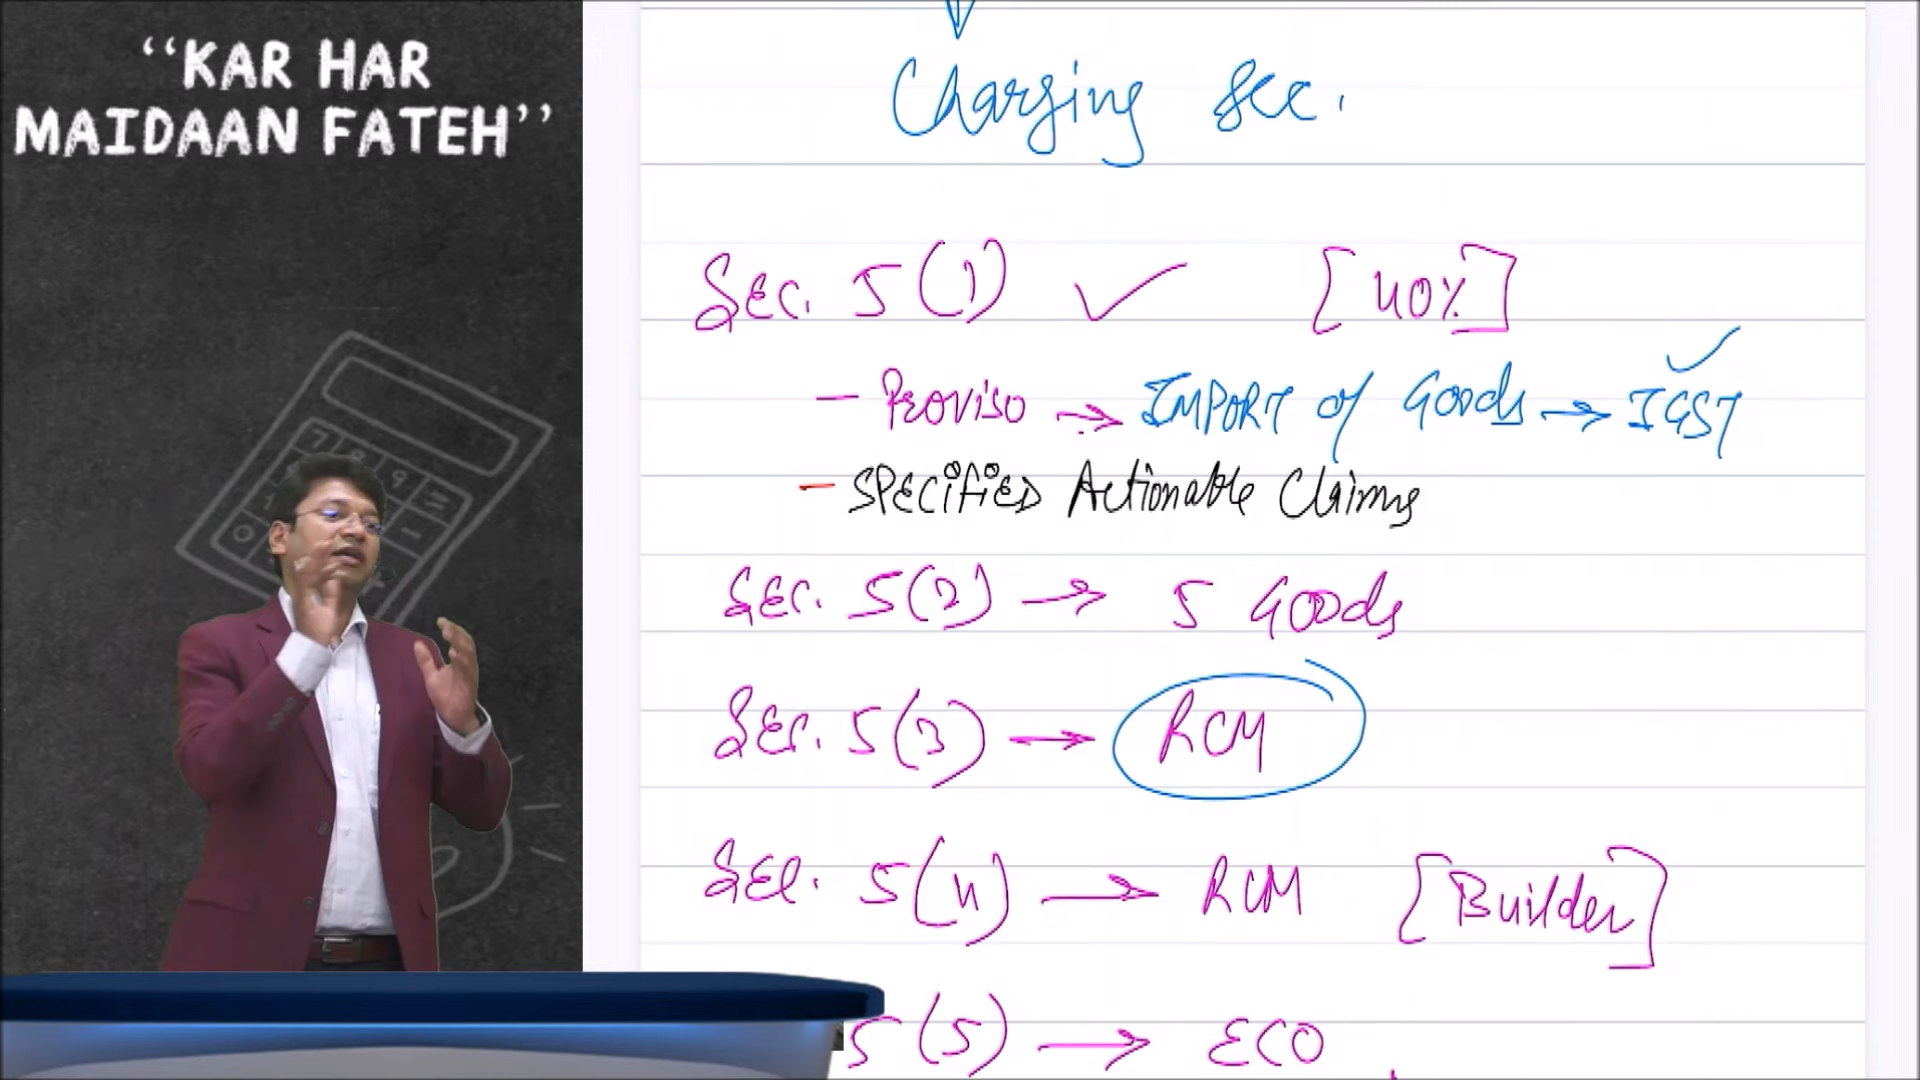 “KAR HAR
MAIDAAN FATEH”
Charging Sec.
Sec. 5(1) ✓ [40%]
- Proviso → IMPORT of Goods → IGST ✓
- SPECIFIED Actionable Claims
Sec. 5(2) → 5 Goods
Sec. 5(3) → RCM
Sec. 5(4) → RCM [Builder]
5(5) → ECO